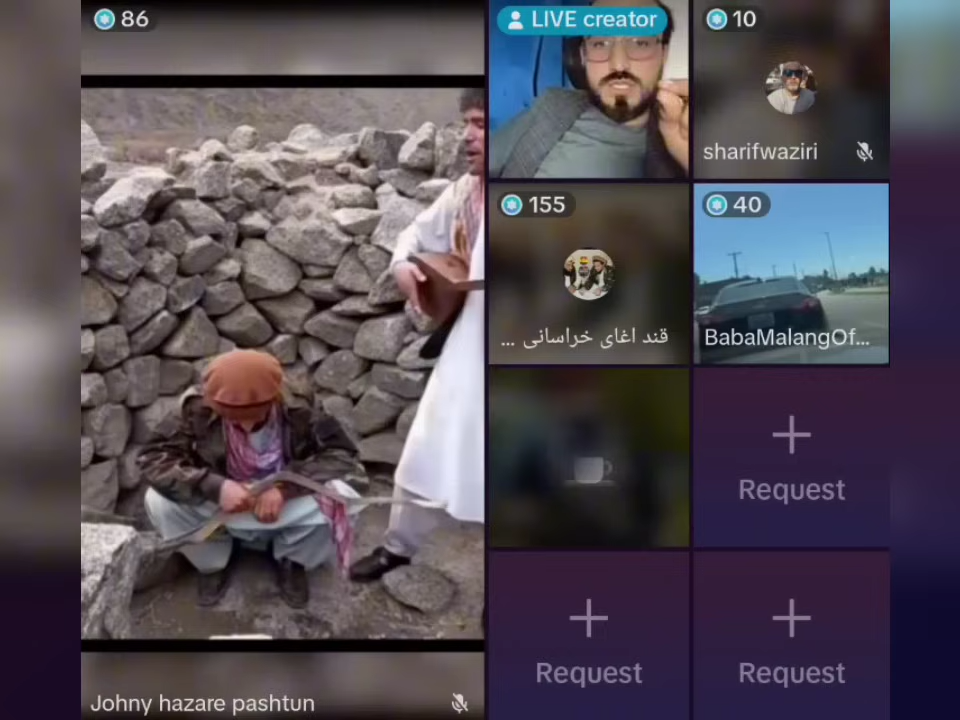 86
Johny hazare pashtun
LIVE creator
10
sharifwaziri
155
قند اغای خراسانی ...
40
BabaMalangOf...
Request
Request
Request